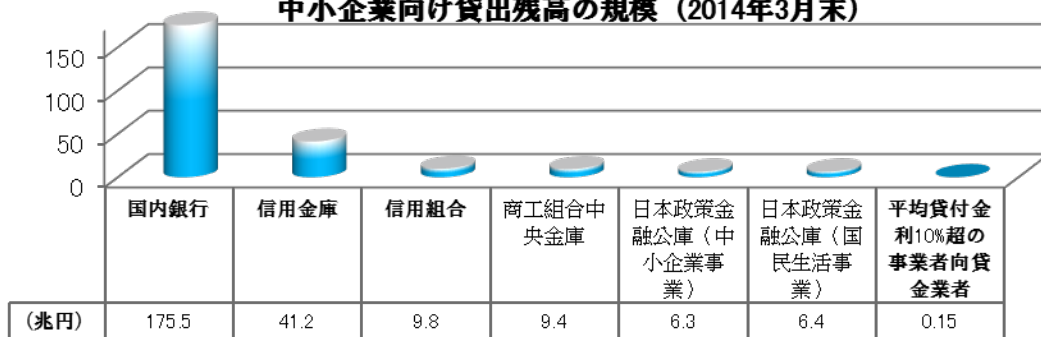 中小企業向け貸出残高の規模（2014年3月末）
150
100
50
0
国内銀行
信用金庫
信用組合
商工組合中
央金庫
日本政策金
融公庫（中
小企業事
業）
日本政策金
融公庫（国
民生活事
業）
平均貸付金
利10%超の
事業者向貸
金業者
(兆円) 175.5 41.2 9.8 9.4 6.3 6.4 0.15